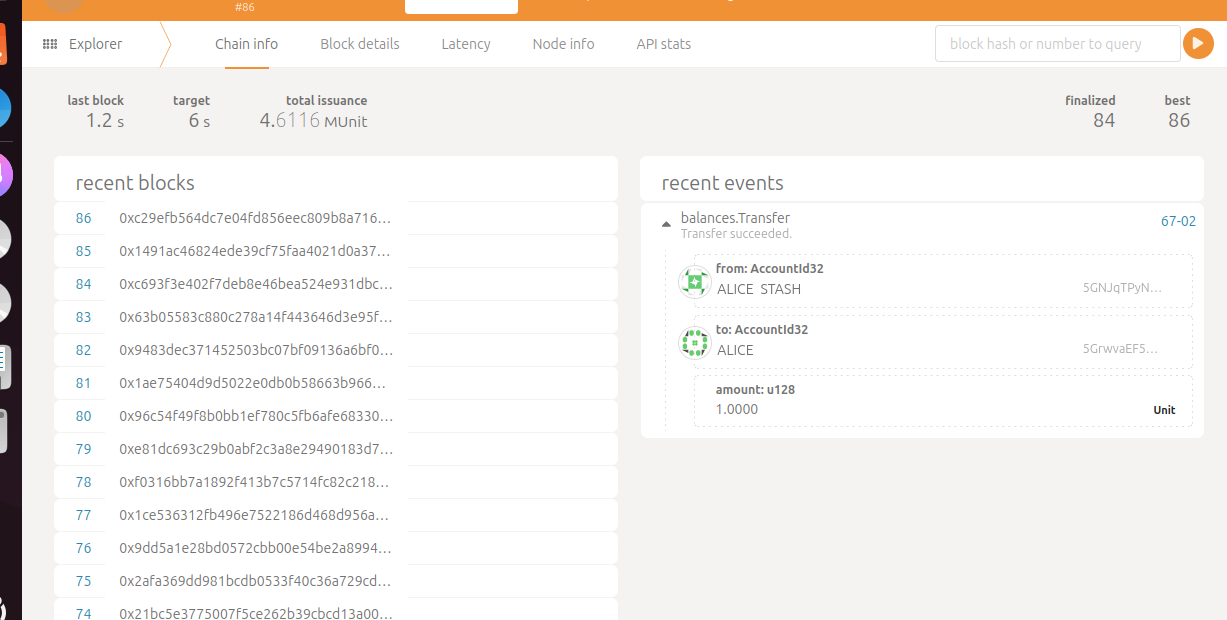 #86
Explorer
Chain info
Block details
Latency
Node info
API stats
block hash or number to query
last block
1.2 s
target
6 s
total issuance
4.6116 MUnit
finalized
84
best
86
recent blocks
86 0xc29efb564dc7e04fd856eec809b8a716...
85 0x1491ac46824ede39cf75faa4021d0a37...
84 0xc693f3e402f7deb8e46bea524e931dbc...
83 0x63b05583c880c278a14f443646d3e95f...
82 0x9483dec371452503bc07bf09136a6bf0...
81 0x1ae75404d9d5022e0db0b58663b966...
80 0x96c54f49f8b0bb1ef780c5fb6afe68330...
79 0xe81dc693c29b0abf2c3a8e29490183d7...
78 0xf0316bb7a1892f413b7c5714fc82c218...
77 0x1ce536312fb496e7522186d468d956a...
76 0x9dd5a1e28bd0572cbb00e54be2a8994...
75 0x2afa369dd981bcdb0533f40c36a729cd...
74 0x21bc5e3775007f5ce262b39cbcd13a00...
recent events
balances.Transfer
67-02
Transfer succeeded.
from: AccountId32
ALICE STASH
5GNJqTPyN...
to: AccountId32
ALICE
5GrwvaEF5...
amount: u128
1.0000
Unit